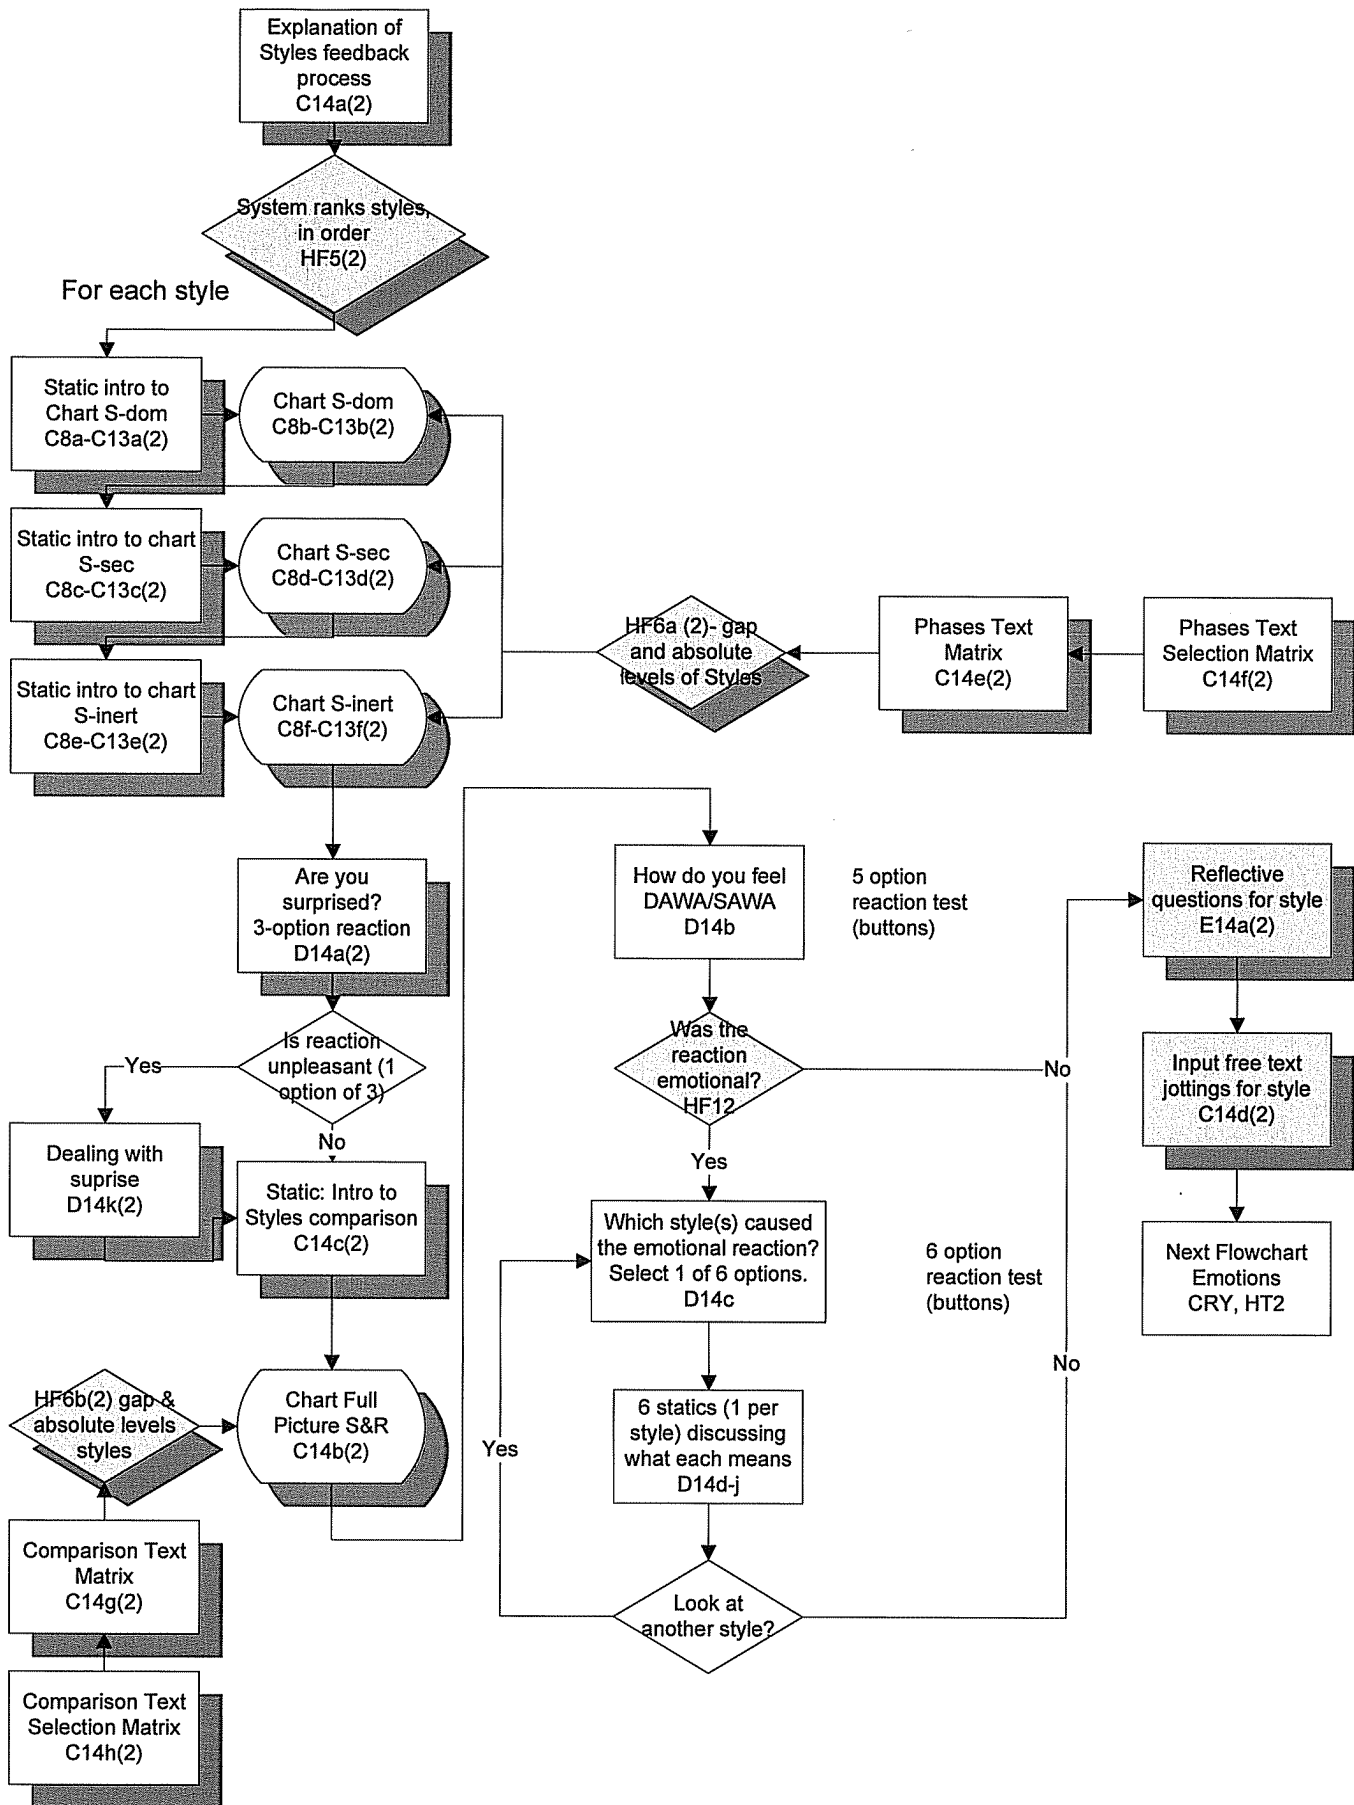 Explanation of
Styles feedback
process
C14a(2)
System ranks styles,
in order
HF5(2)
For each style
Static intro to
Chart S-dom
C8a-C13a(2)
Chart S-dom
C8b-C13b(2)
Static intro to chart
S-sec
C8c-C13c(2)
Chart S-sec
C8d-C13d(2)
Static intro to chart
S-inert
C8e-C13e(2)
Chart S-inert
C8f-C13f(2)
HF6a (2)- gap
and absolute
levels of Styles
Phases Text
Matrix
C14e(2)
Phases Text
Selection Matrix
C14f(2)
Are you
surprised?
3-option reaction
D14a(2)
Is reaction
unpleasant (1
option of 3)
Yes
No
Dealing with
suprise
D14k(2)
Static: Intro to
Styles comparison
C14c(2)
HF6b(2) gap &
absolute levels
styles
Chart Full
Picture S&R
C14b(2)
Comparison Text
Matrix
C14g(2)
Comparison Text
Selection Matrix
C14h(2)
How do you feel
DAWA/SAWA
D14b
5 option
reaction test
(buttons)
Was the
reaction
emotional?
HF12
No
Yes
Which style(s) caused
the emotional reaction?
Select 1 of 6 options.
D14c
6 option
reaction test
(buttons)
6 statics (1 per
style) discussing
what each means
D14d-j
Yes
Look at
another style?
No
Reflective
questions for style
E14a(2)
Input free text
jottings for style
C14d(2)
Next Flowchart
Emotions
CRY, HT2